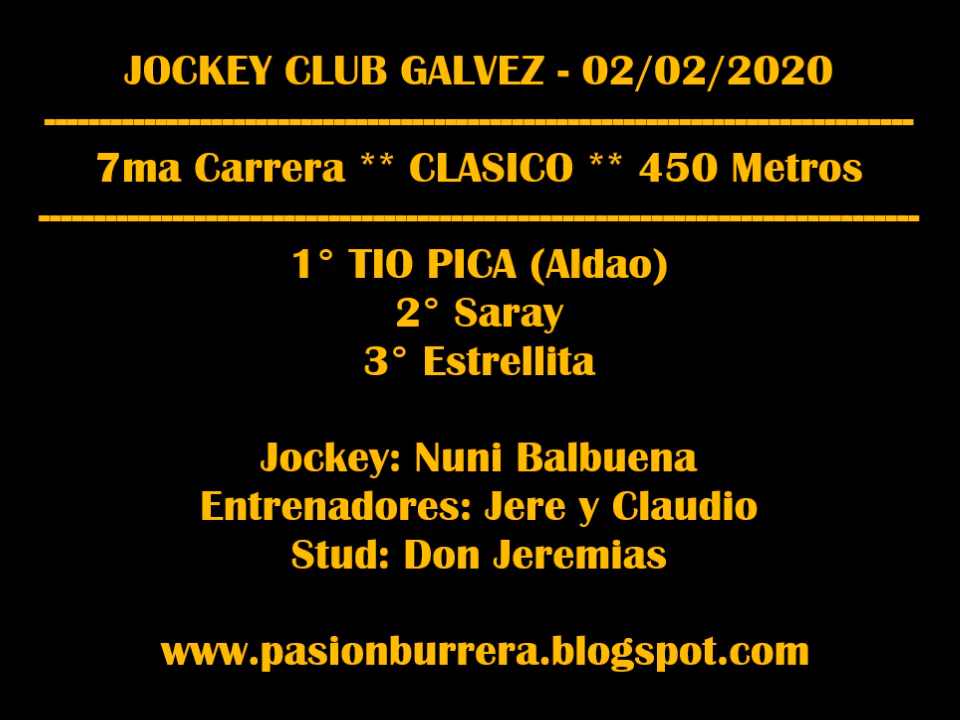 JOCKEY CLUB GALVEZ - 02/02/2020
--------------------------------------------------------------------------------
7ma Carrera ** CLASICO ** 450 Metros
--------------------------------------------------------------------------------
1° TIO PICA (Aldao)
2° Saray
3° Estrellita
Jockey: Nuni Balbuena
Entrenadores: Jere y Claudio
Stud: Don Jeremias
www.pasionburrera.blogspot.com